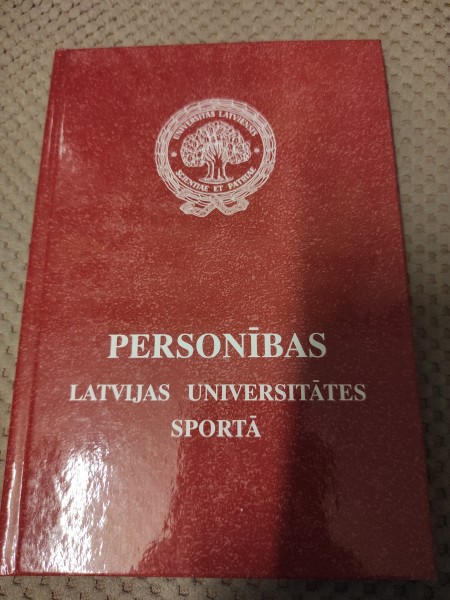 UNIVERSITAS LATVIENSIS
SCIENTIAE ET PATRIAE
PERSONĪBAS
LATVIJAS UNIVERSITĀTES
SPORTĀ